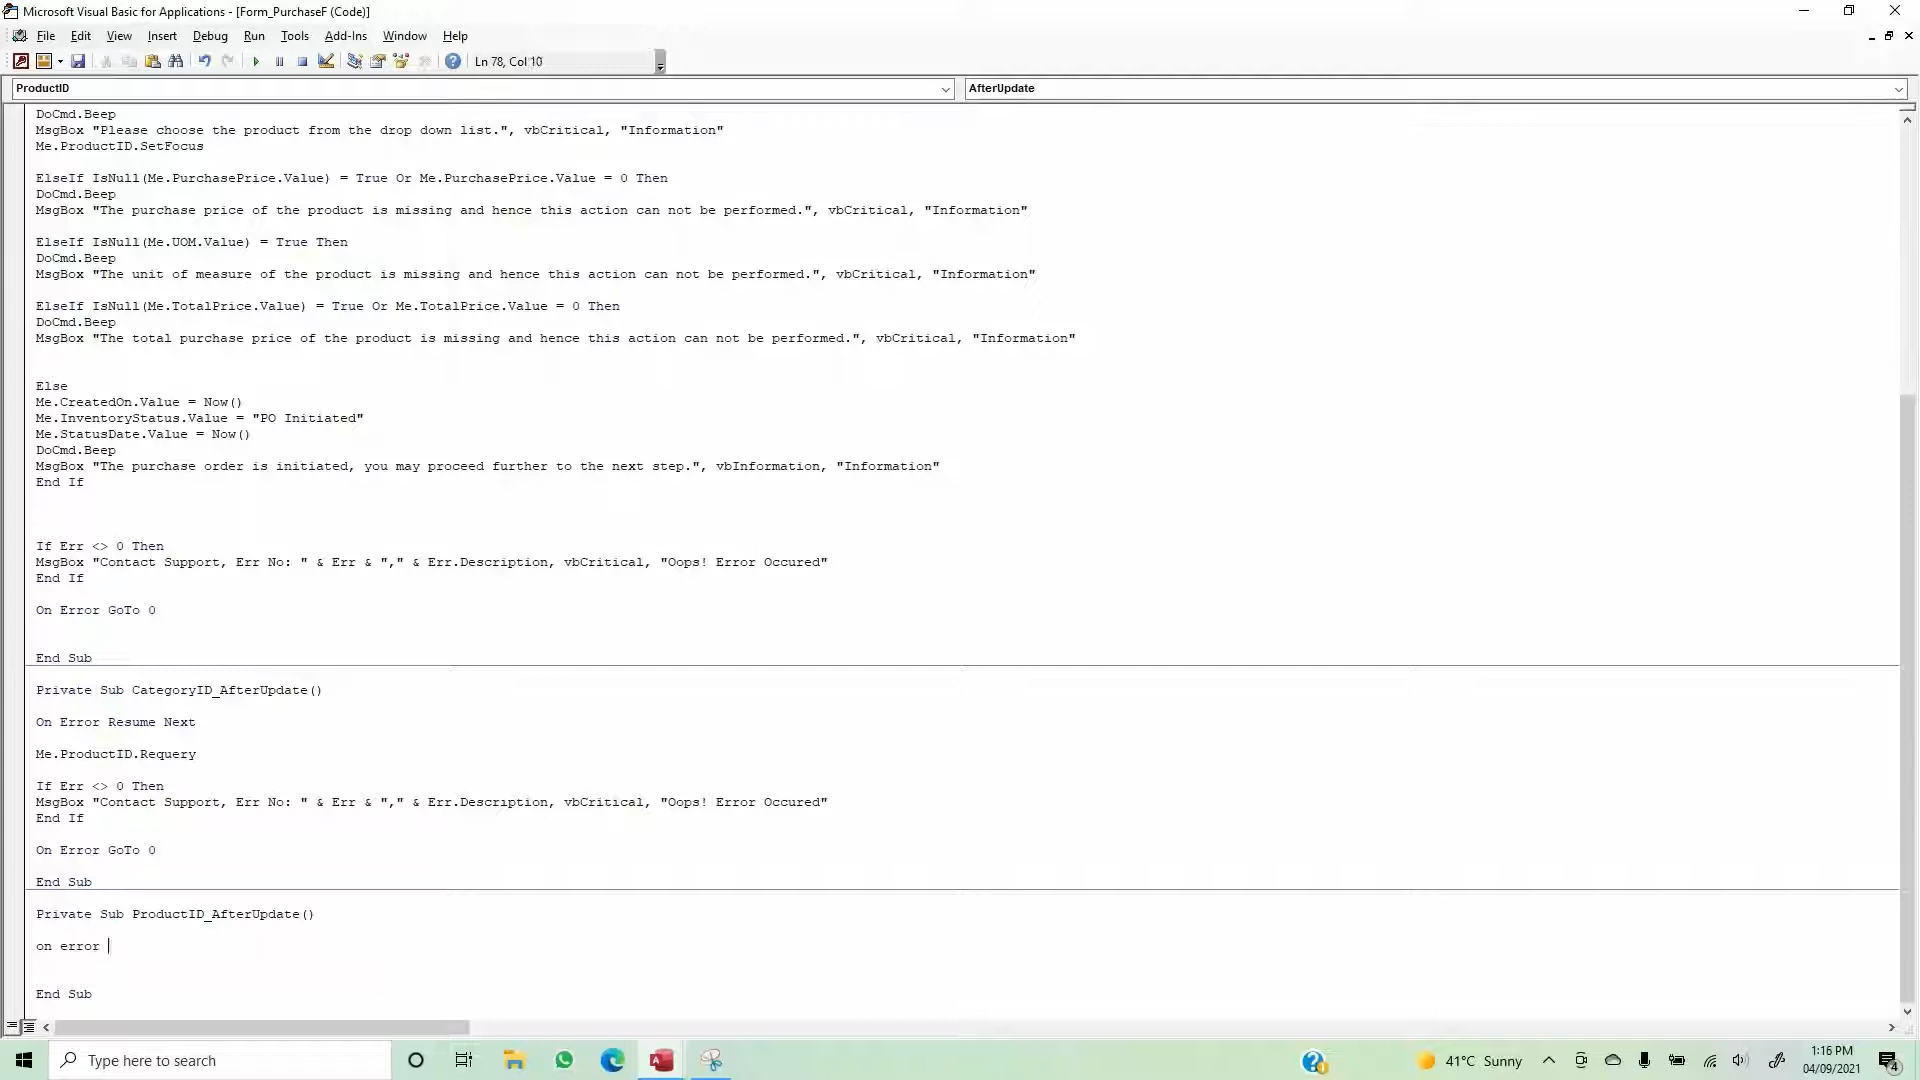 Microsoft Visual Basic for Applications - [Form_PurchaseF (Code)]
File Edit View Insert Debug Run Tools Add-Ins Window Help
Ln 78, Col 10
ProductID
AfterUpdate
DoCmd.Beep
MsgBox "Please choose the product from the drop down list.", vbCritical, "Information"
Me.ProductID.SetFocus
ElseIf IsNull(Me.PurchasePrice.Value) = True Or Me.PurchasePrice.Value = 0 Then
DoCmd.Beep
MsgBox "The purchase price of the product is missing and hence this action can not be performed.", vbCritical, "Information"
ElseIf IsNull(Me.UOM.Value) = True Then
DoCmd.Beep
MsgBox "The unit of measure of the product is missing and hence this action can not be performed.", vbCritical, "Information"
ElseIf IsNull(Me.TotalPrice.Value) = True Or Me.TotalPrice.Value = 0 Then
DoCmd.Beep
MsgBox "The total purchase price of the product is missing and hence this action can not be performed.", vbCritical, "Information"
Else
Me.CreatedOn.Value = Now()
Me.InventoryStatus.Value = "PO Initiated"
Me.StatusDate.Value = Now()
DoCmd.Beep
MsgBox "The purchase order is initiated, you may proceed further to the next step.", vbInformation, "Information"
End If
If Err <> 0 Then
MsgBox "Contact Support, Err No: " & Err & "," & Err.Description, vbCritical, "Oops! Error Occured"
End If
On Error GoTo 0
End Sub
Private Sub CategoryID_AfterUpdate()
On Error Resume Next
Me.ProductID.Requery
If Err <> 0 Then
MsgBox "Contact Support, Err No: " & Err & "," & Err.Description, vbCritical, "Oops! Error Occured"
End If
On Error GoTo 0
End Sub
Private Sub ProductID_AfterUpdate()
on error
End Sub
Type here to search
41°C Sunny
1:16 PM
04/09/2021
4